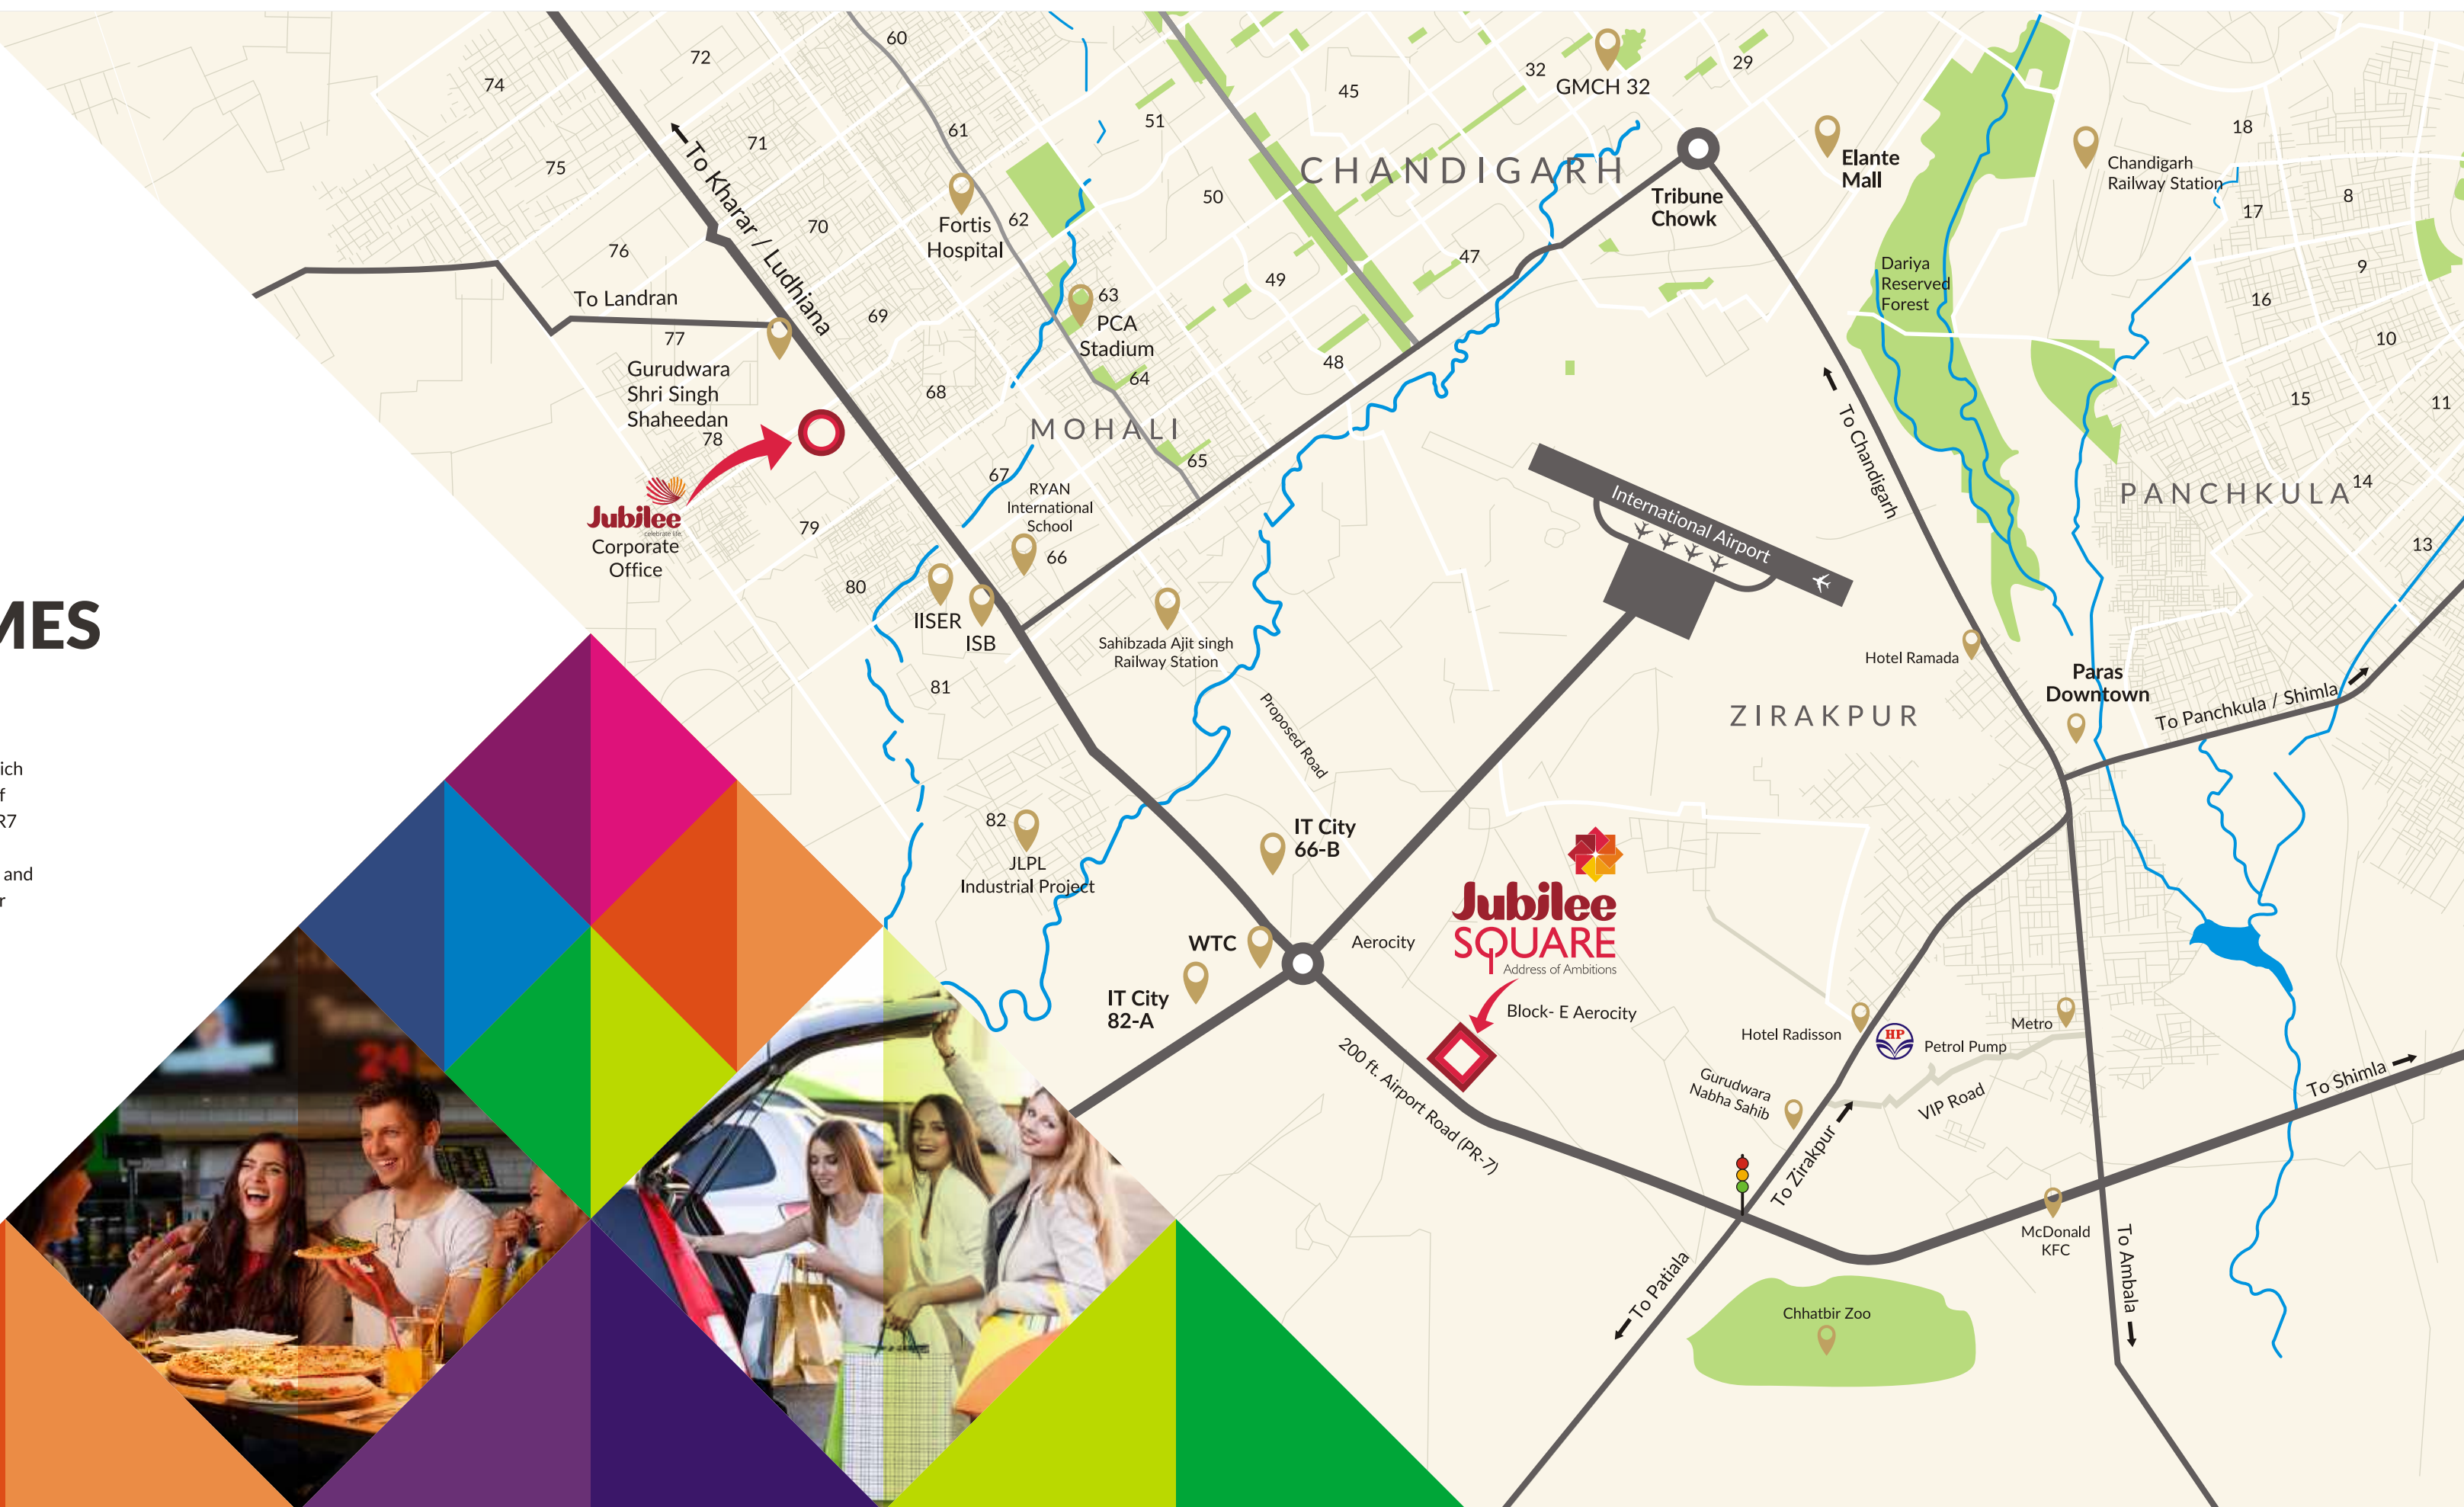 MES
ich
f
R7
and
r
74
72
60
75
71
61
76
70
62
77
69
63
68
64
78
67
65
79
66
80
81
82
51
50
49
48
47
45
32
29
18
17
8
9
16
10
15
11
14
13
To Kharar / Ludhiana
To Landran
Fortis
Hospital
PCA
Stadium
Gurudwara
Shri Singh
Shaheedan
Jubilee
celebrate life
Corporate
Office
MOHALI
RYAN
International
School
IISER
ISB
Sahibzada Ajit singh
Railway Station
JLPL
Industrial Project
CHANDIGARH
GMCH 32
Tribune
Chowk
Elante
Mall
Chandigarh
Railway Station
Dariya
Reserved
Forest
To Chandigarh
International Airport
PANCHKULA
Hotel Ramada
Paras
Downtown
To Panchkula / Shimla
ZIRAKPUR
Proposed Road
IT City
66-B
WTC
IT City
82-A
Aerocity
Jubilee
SQUARE
Address of Ambitions
Block- E Aerocity
200 ft. Airport Road (PR-7)
Hotel Radisson
HP
Petrol Pump
Metro
Gurudwara
Nabha Sahib
VIP Road
To Zirakpur
To Shimla
McDonald
KFC
To Ambala
To Patiala
Chhatbir Zoo
24